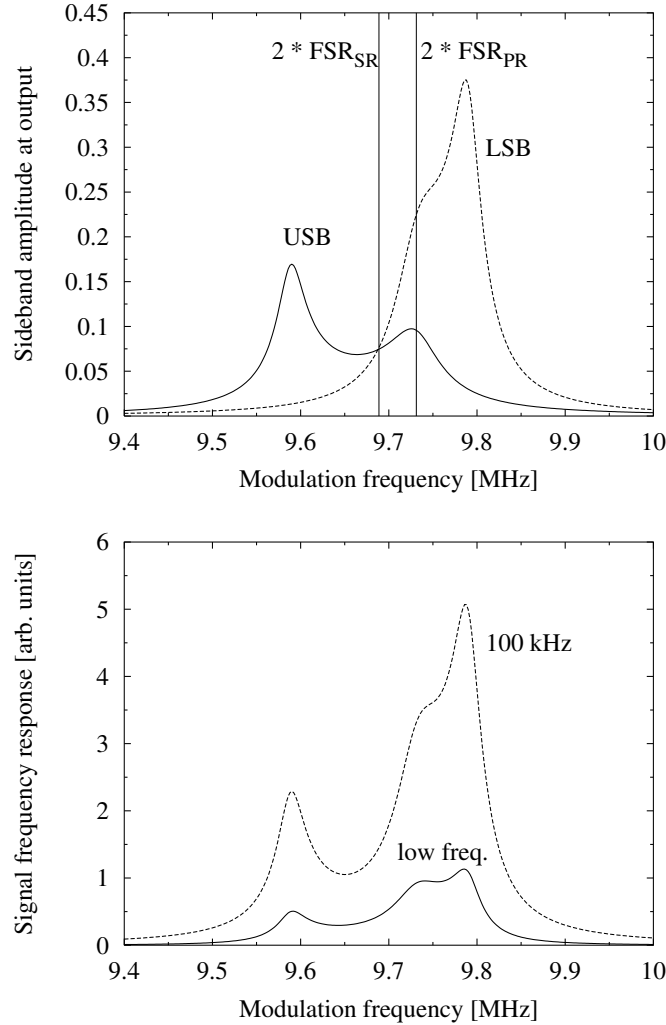 0.45
0.4
0.35
0.3
0.25
0.2
0.15
0.1
0.05
0
Sideband amplitude at output
2 * FSR_SR
2 * FSR_PR
LSB
USB
9.4 9.5 9.6 9.7 9.8 9.9 10
Modulation frequency [MHz]
6
5
4
3
2
1
0
Signal frequency response [arb. units]
100 kHz
low freq.
9.4 9.5 9.6 9.7 9.8 9.9 10
Modulation frequency [MHz]